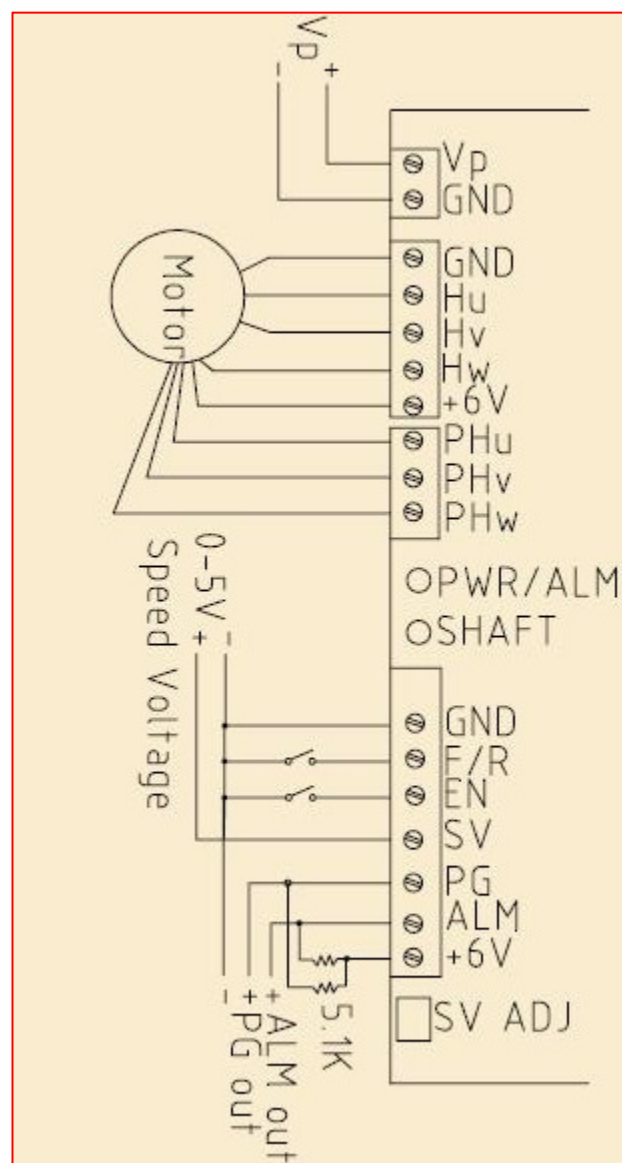 Vp
- +
Vp
GND
Motor
GND
Hu
Hv
Hw
+6V
PHu
PHv
PHw
0-5V
Speed Voltage
+ -
PWR/ALM
SHAFT
GND
F/R
EN
SV
PG
ALM
+6V
- + +
PG out
ALM out
5.1K
SV ADJ